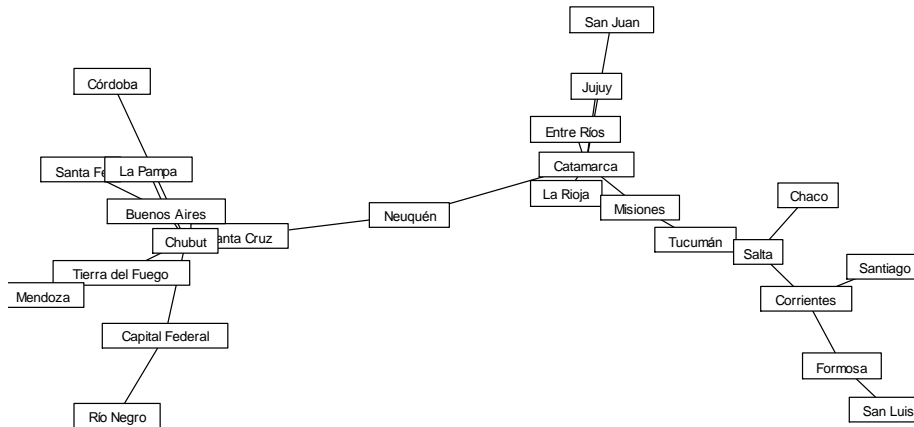 San Juan
Córdoba
Jujuy
Entre Ríos
Santa Fe
La Pampa
Catamarca
La Rioja
Chaco
Buenos Aires
Neuquén
Misiones
Chubut
anta Cruz
Tucumán
Salta
Tierra del Fuego
Santiago
Mendoza
Corrientes
Capital Federal
Formosa
Río Negro
San Luis